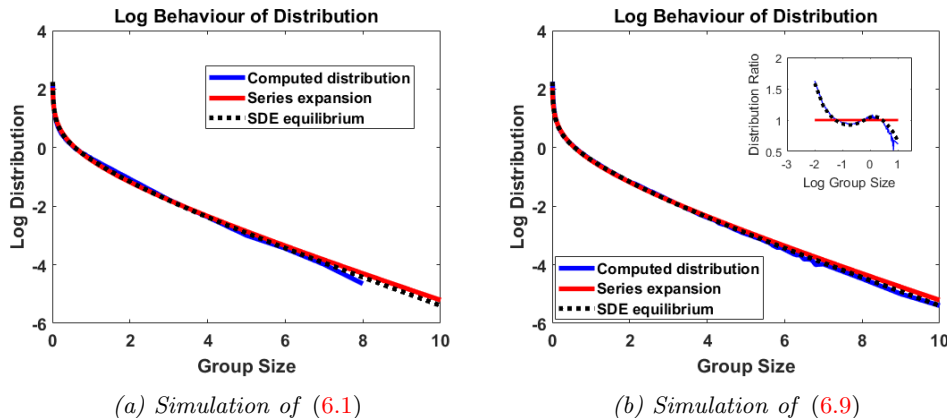 Log Behaviour of Distribution
4
2
0
-2
-4
-6
Log Distribution
Computed distribution
Series expansion
SDE equilibrium
0
2
4
6
8
10
Group Size
(a) Simulation of (6.1)
Log Behaviour of Distribution
4
2
0
-2
-4
-6
Log Distribution
2
1.5
1
0.5
Distribution Ratio
-3
-2
-1
0
1
Log Group Size
Computed distribution
Series expansion
SDE equilibrium
0
2
4
6
8
10
Group Size
(b) Simulation of (6.9)